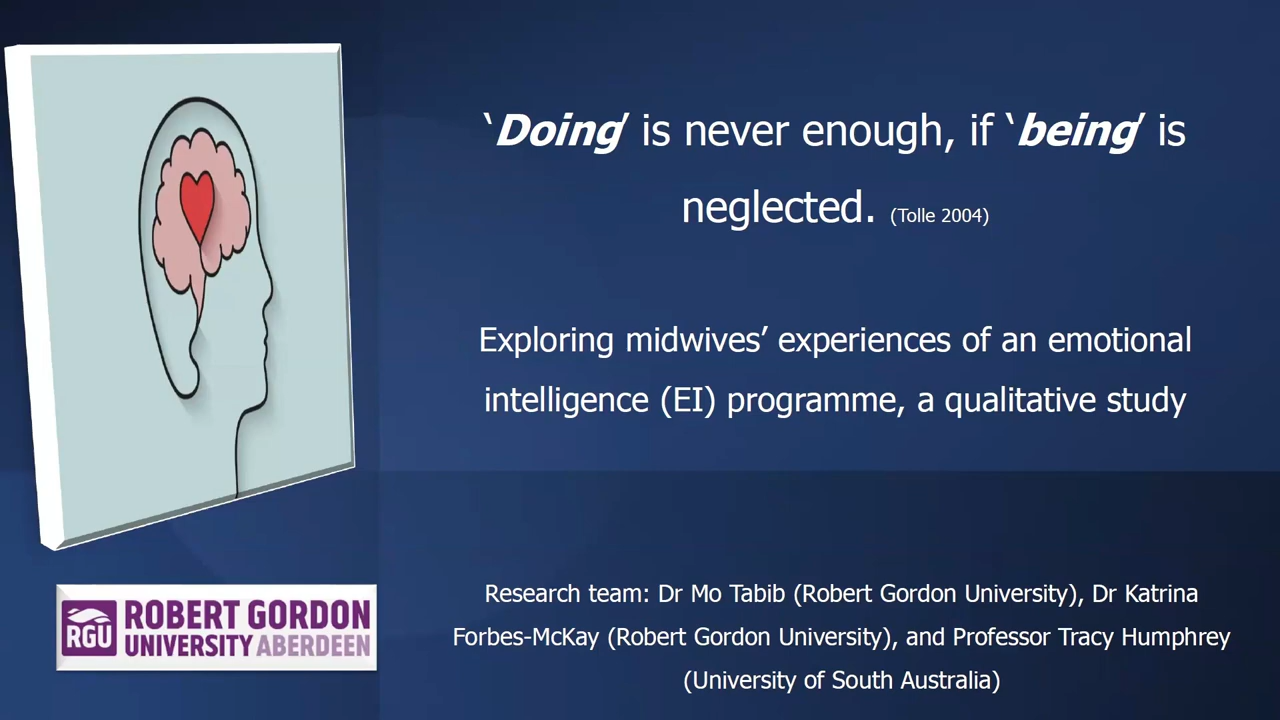 ‘Doing’ is never enough, if ‘being’ is
neglected. (Tolle 2004)
Exploring midwives’ experiences of an emotional
intelligence (EI) programme, a qualitative study
Research team: Dr Mo Tabib (Robert Gordon University), Dr Katrina
Forbes-McKay (Robert Gordon University), and Professor Tracy Humphrey
(University of South Australia)
RGU
ROBERT GORDON
UNIVERSITY ABERDEEN